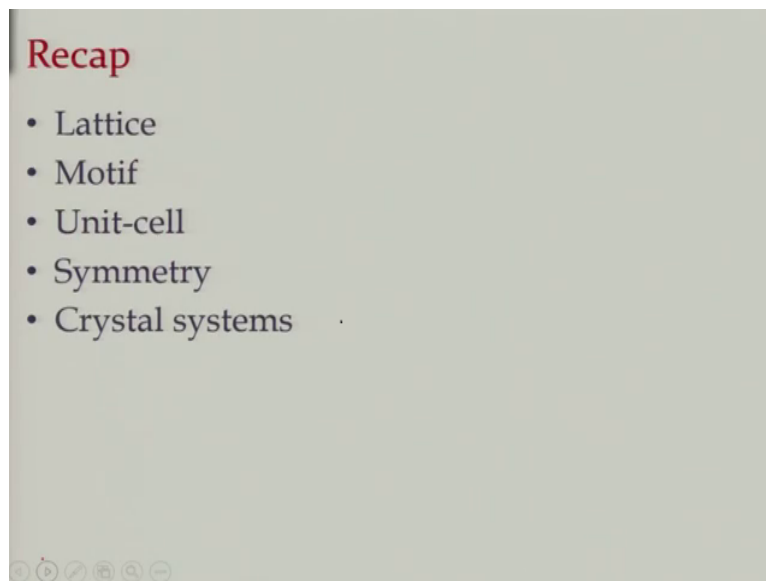 Recap
• Lattice
• Motif
• Unit-cell
• Symmetry
• Crystal systems